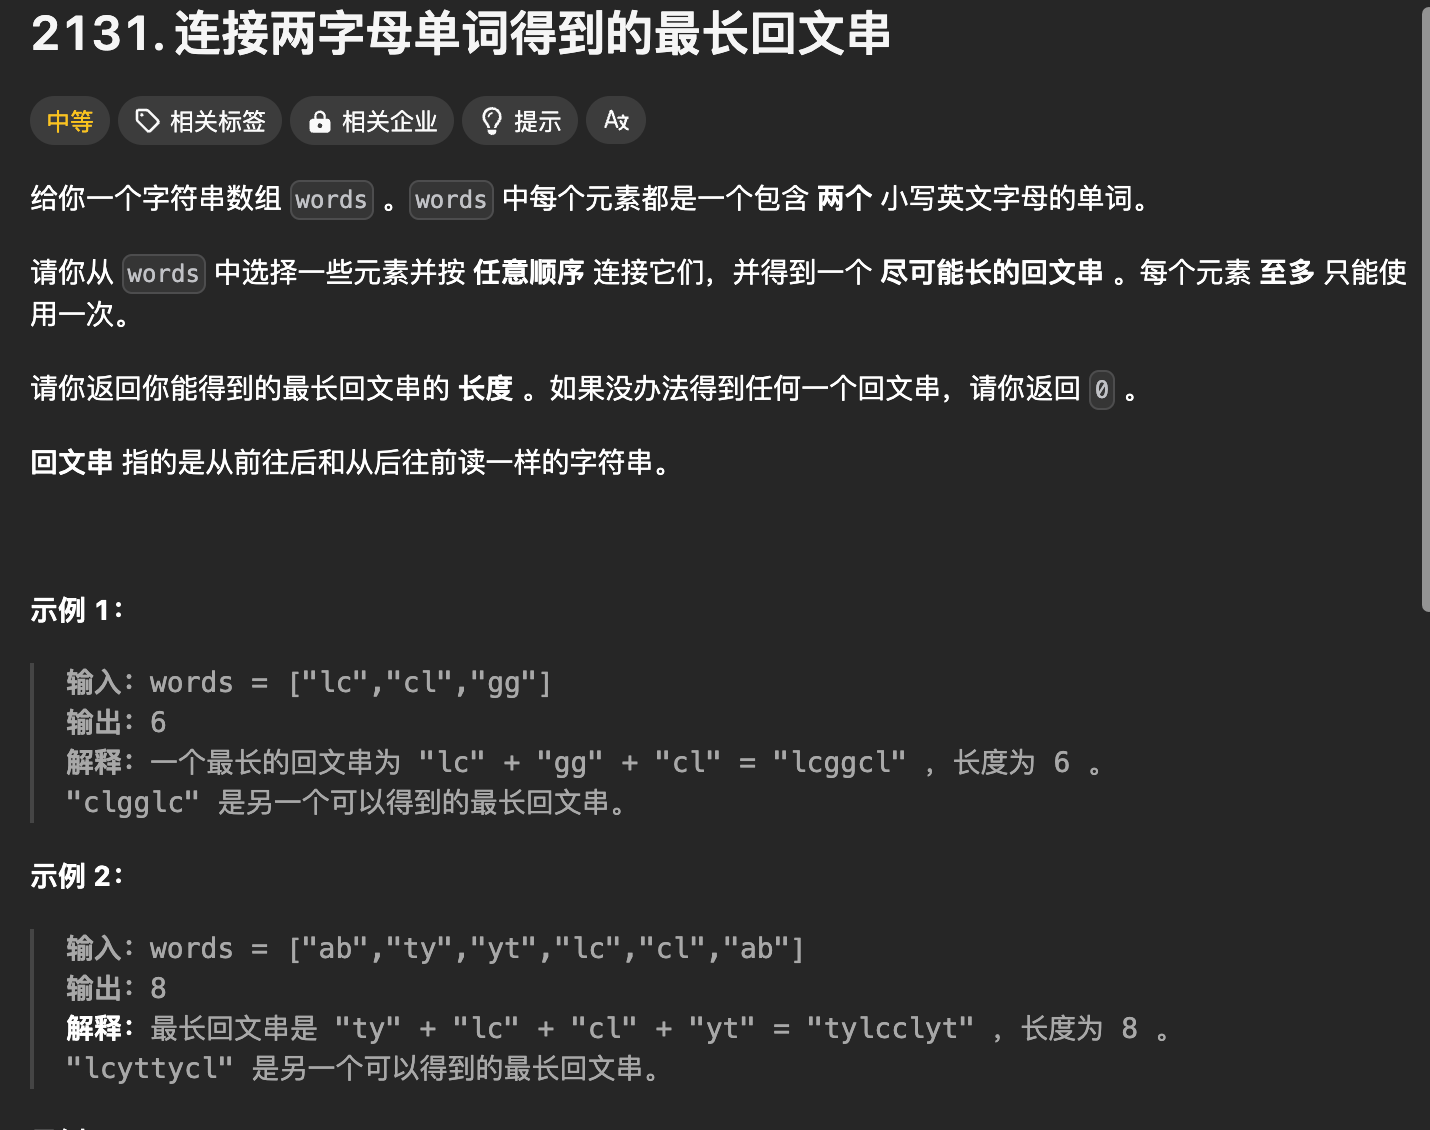 2131. 连接两字母单词得到的最长回文串
中等 相关标签 相关企业 提示
给你一个字符串数组 words 。words 中每个元素都是一个包含 两个 小写英文字母的单词。
请你从 words 中选择一些元素并按 任意顺序 连接它们，并得到一个 尽可能长的回文串 。每个元素 至多 只能使
用一次。
请你返回你能得到的最长回文串的 长度 。如果没办法得到任何一个回文串，请你返回 0 。
回文串 指的是从前往后和从后往前读一样的字符串。
示例 1：
输入：words = ["lc","cl","gg"]
输出：6
解释：一个最长的回文串为 "lc" + "gg" + "cl" = "lcggcl" ，长度为 6 。
"clgglc" 是另一个可以得到的最长回文串。
示例 2：
输入：words = ["ab","ty","yt","lc","cl","ab"]
输出：8
解释：最长回文串是 "ty" + "lc" + "cl" + "yt" = "tylcclyt" ，长度为 8 。
"lcyttycl" 是另一个可以得到的最长回文串。